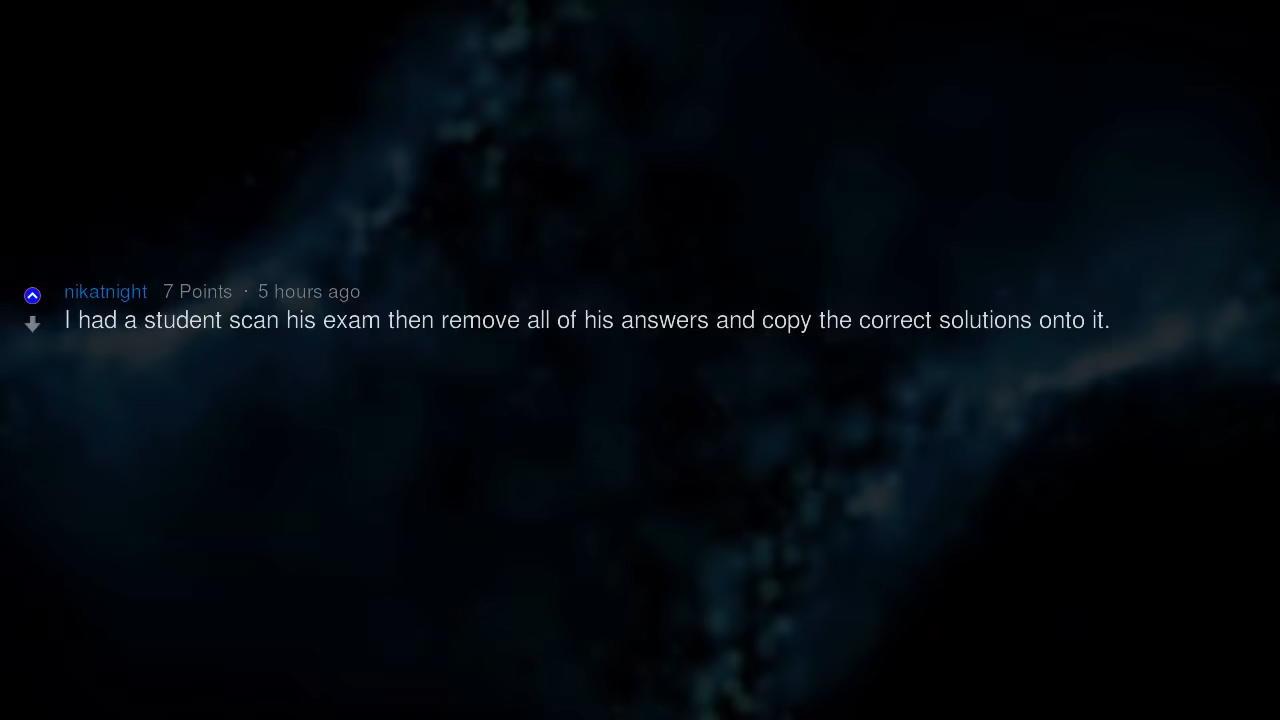 nikatnight 7 Points · 5 hours ago
I had a student scan his exam then remove all of his answers and copy the correct solutions onto it.